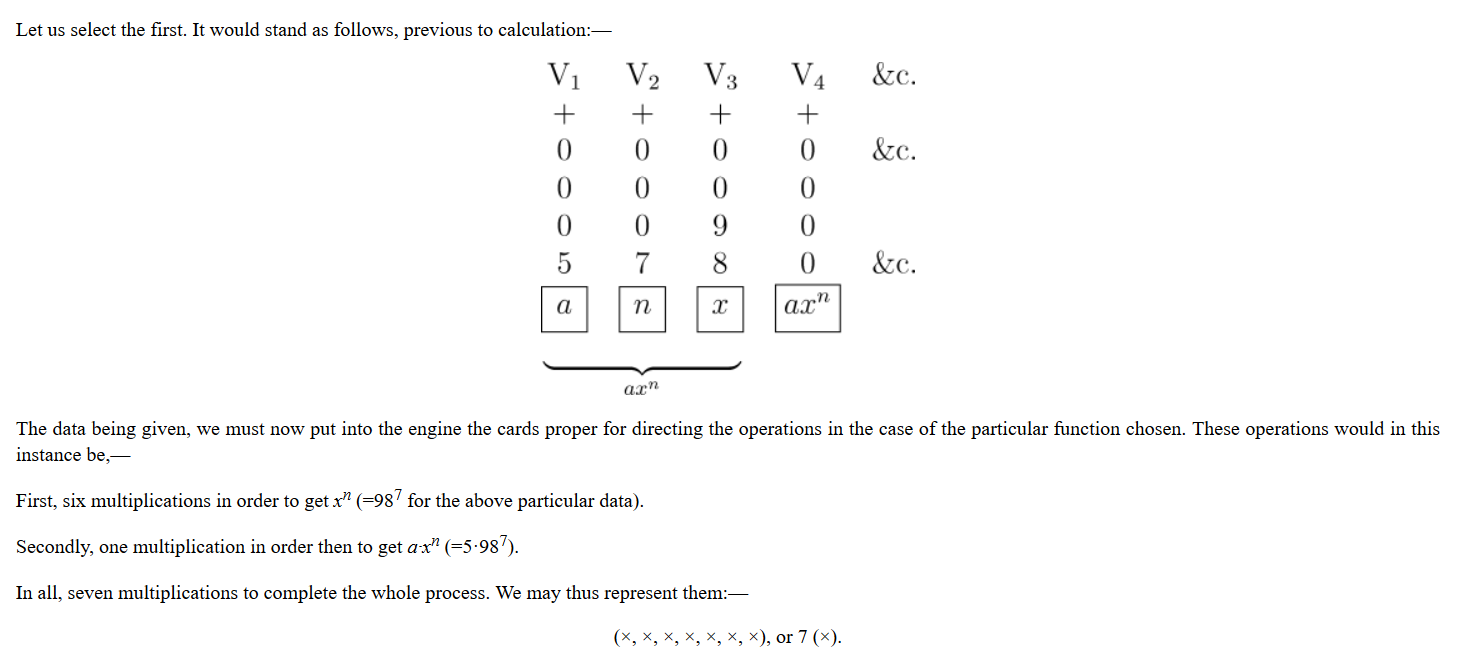 Let us select the first. It would stand as follows, previous to calculation:—
V₁ V₂ V₃ V₄ &c.
+ + + +
0 0 0 0 &c.
0 0 0 0
0 0 9 0
5 7 8 0 &c.
a n x axⁿ
axⁿ
The data being given, we must now put into the engine the cards proper for directing the operations in the case of the particular function chosen. These operations would in this
instance be,—
First, six multiplications in order to get xⁿ (=98⁷ for the above particular data).
Secondly, one multiplication in order then to get a·xⁿ (=5·98⁷).
In all, seven multiplications to complete the whole process. We may thus represent them:—
(×, ×, ×, ×, ×, ×, ×), or 7 (×).